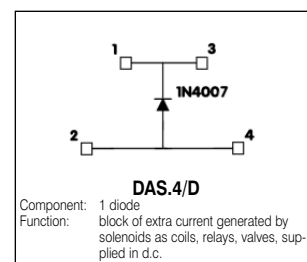 1 3
1N4007
2 4
DAS.4/D
Component: 1 diode
Function: block of extra current generated by
solenoids as coils, relays, valves, sup-
plied in d.c.